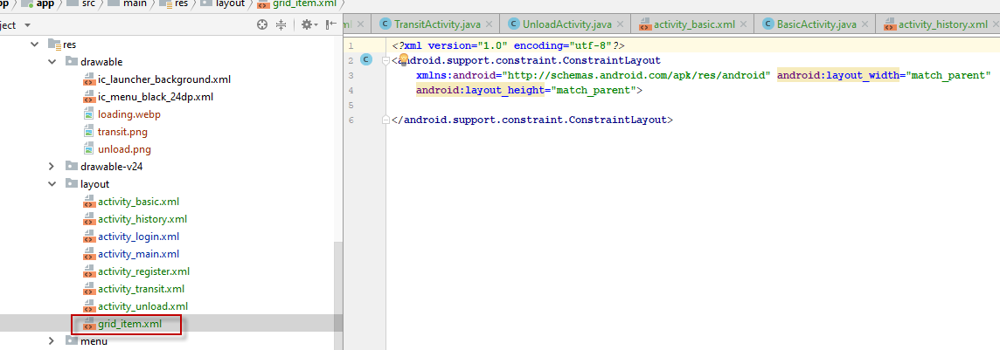 pp app src main res layout grid_item.xml
ject
res
drawable
ic_launcher_background.xml
ic_menu_black_24dp.xml
loading.webp
transit.png
unload.png
drawable-v24
layout
activity_basic.xml
activity_history.xml
activity_login.xml
activity_main.xml
activity_register.xml
activity_transit.xml
activity_unload.xml
grid_item.xml
menu
ml TransitActivity.java UnloadActivity.java activity_basic.xml BasicActivity.java activity_history.xml
1 <?xml version="1.0" encoding="utf-8"?>
2 <android.support.constraint.ConstraintLayout
3 xmlns:android="http://schemas.android.com/apk/res/android" android:layout_width="match_parent"
4 android:layout_height="match_parent">
5
6 </android.support.constraint.ConstraintLayout>